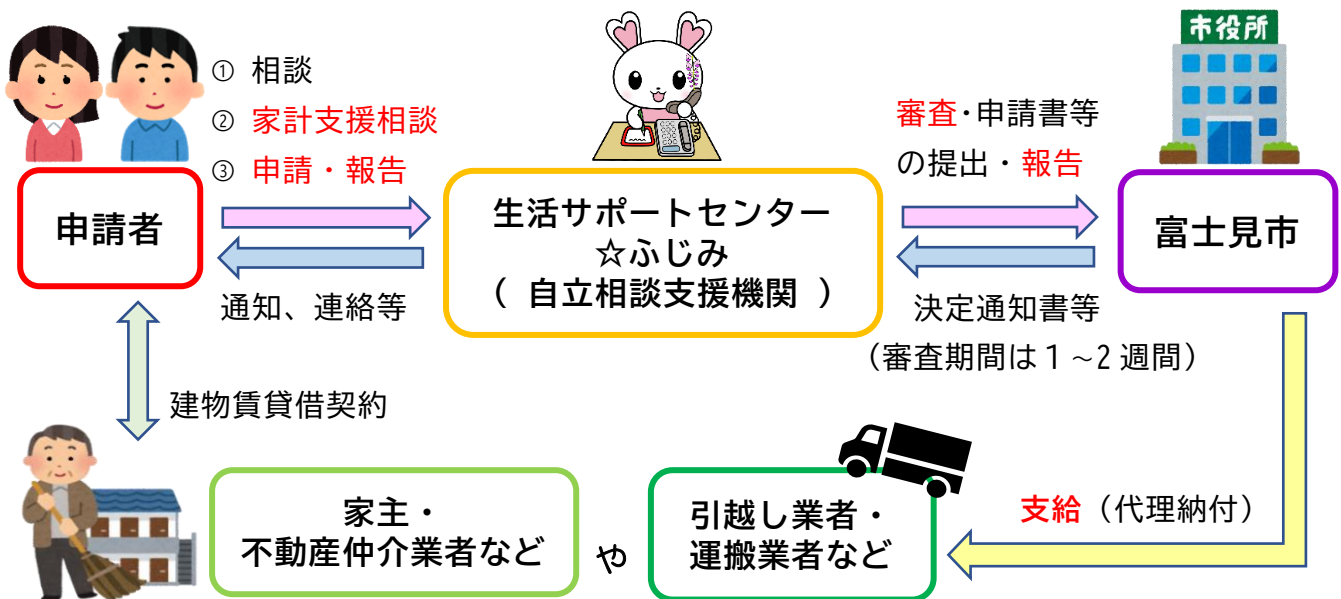 市役所
① 相談
② 家計支援相談
③ 申請・報告
審査・申請書等
の提出・報告
申請者
生活サポートセンター
☆ふじみ
（ 自立相談支援機関 ）
富士見市
通知、連絡等
決定通知書等
（審査期間は１～2週間）
建物賃貸借契約
家主・
不動産仲介業者など
や
引越し業者・
運搬業者など
支給（代理納付）